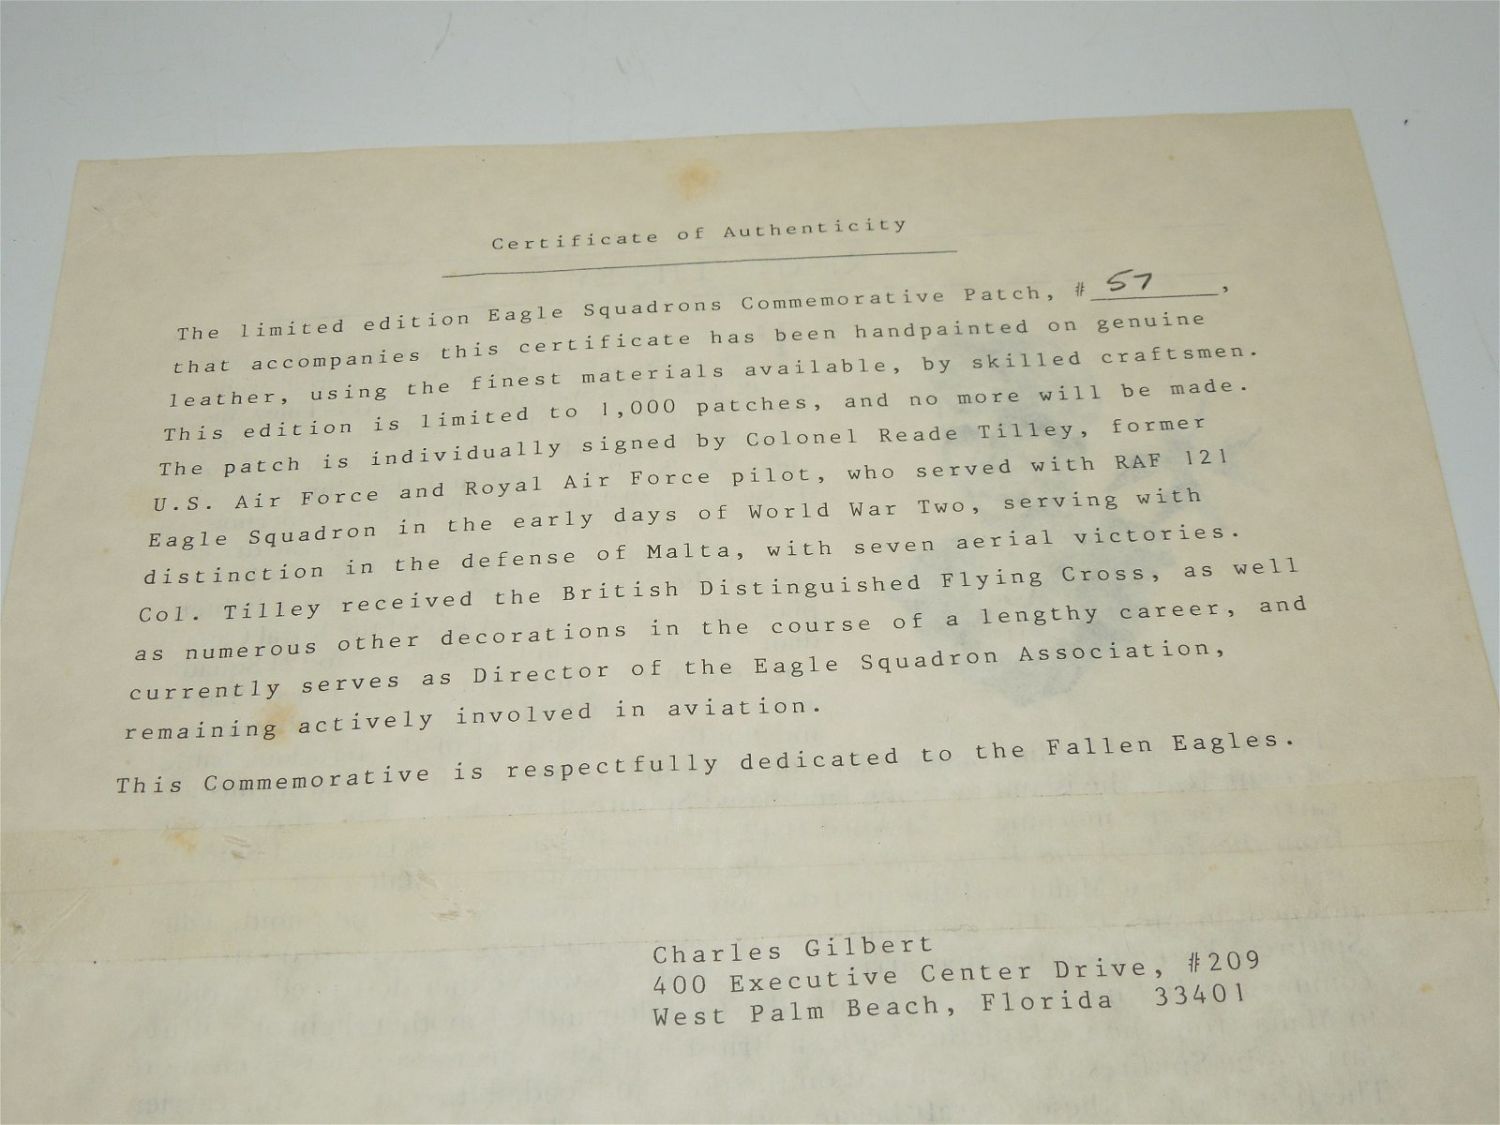 Certificate of Authenticity
The limited edition Eagle Squadrons Commemorative Patch, # 57,
that accompanies this certificate has been handpainted on genuine
leather, using the finest materials available, by skilled craftsmen.
This edition is limited to 1,000 patches, and no more will be made.
The patch is individually signed by Colonel Reade Tilley, former
U.S. Air Force and Royal Air Force pilot, who served with RAF 121
Eagle Squadron in the early days of World War Two, serving with
distinction in the defense of Malta, with seven aerial victories.
Col. Tilley received the British Distinguished Flying Cross, as well
as numerous other decorations in the course of a lengthy career, and
currently serves as Director of the Eagle Squadron Association,
remaining actively involved in aviation.
This Commemorative is respectfully dedicated to the Fallen Eagles.
Charles Gilbert
400 Executive Center Drive, #209
West Palm Beach, Florida 33401